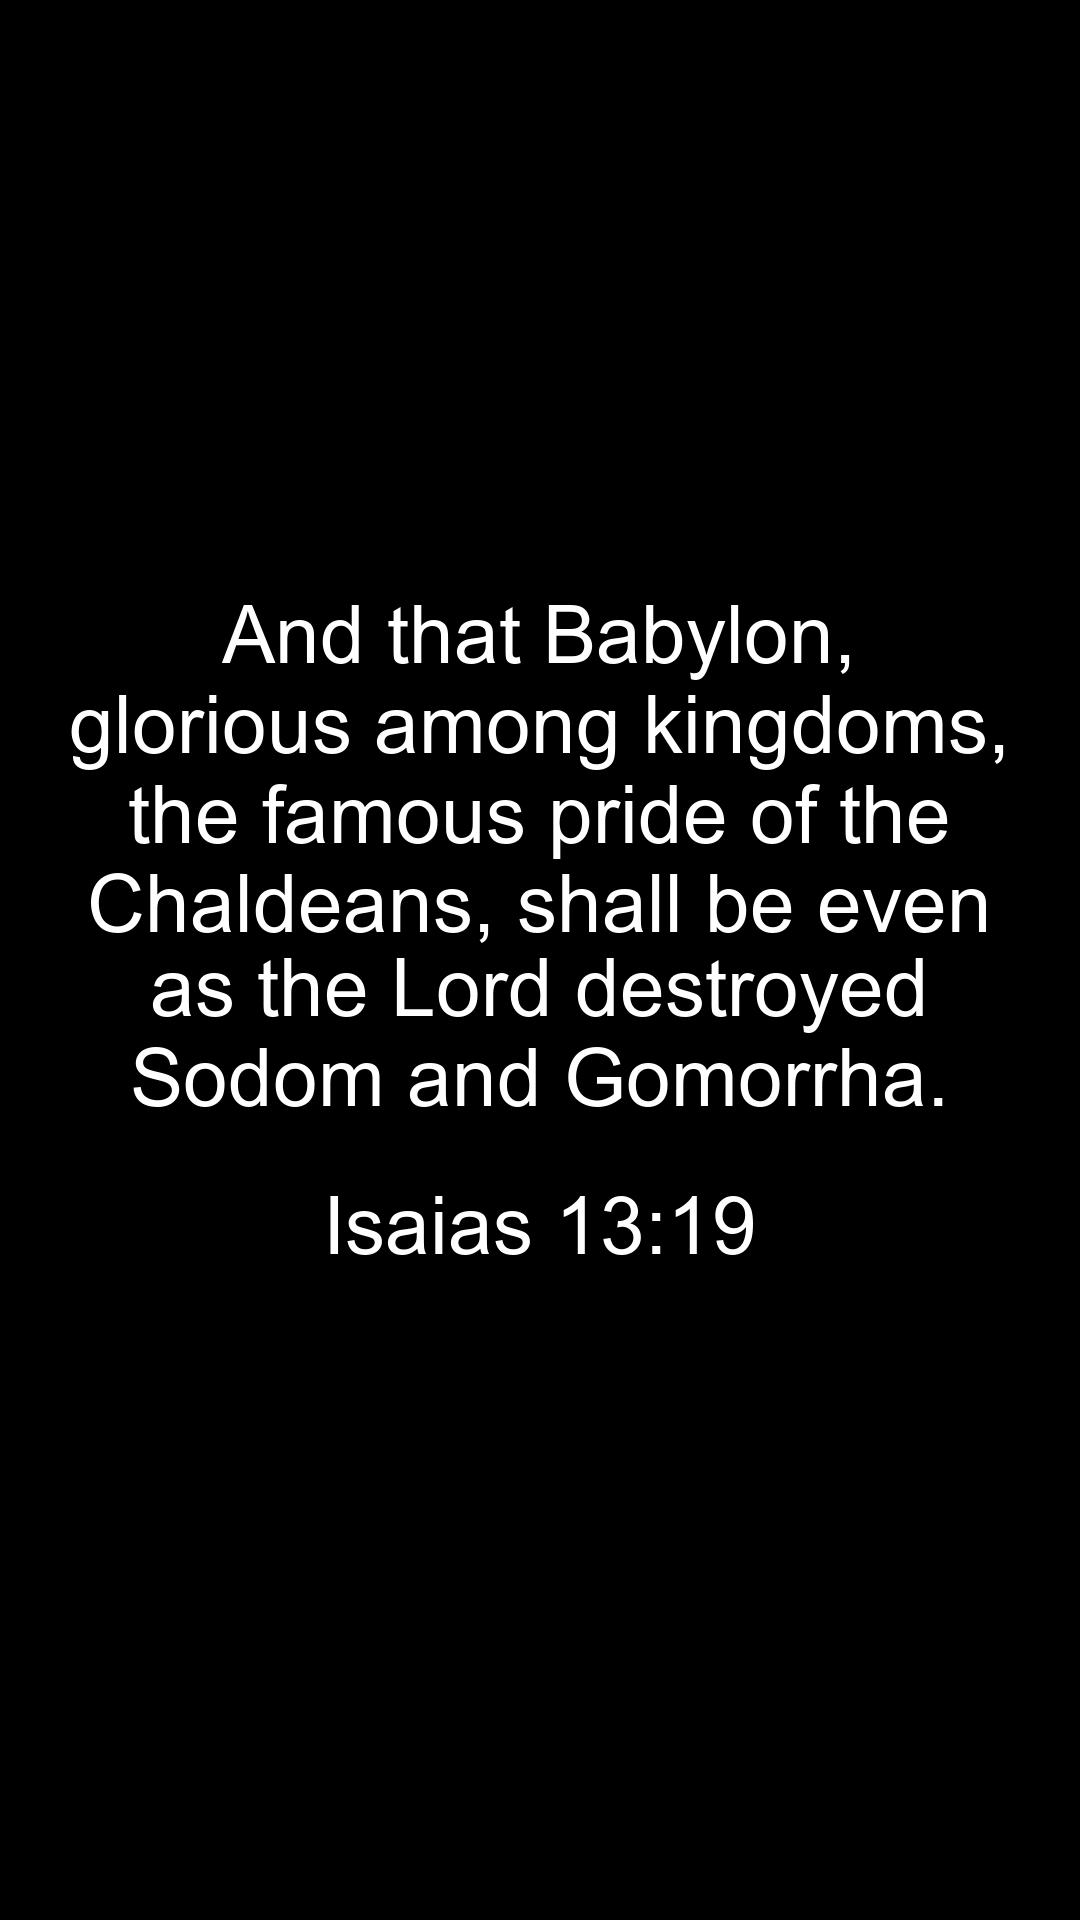 And that Babylon,
glorious among kingdoms,
the famous pride of the
Chaldeans, shall be even
as the Lord destroyed
Sodom and Gomorrha.
Isaias 13:19